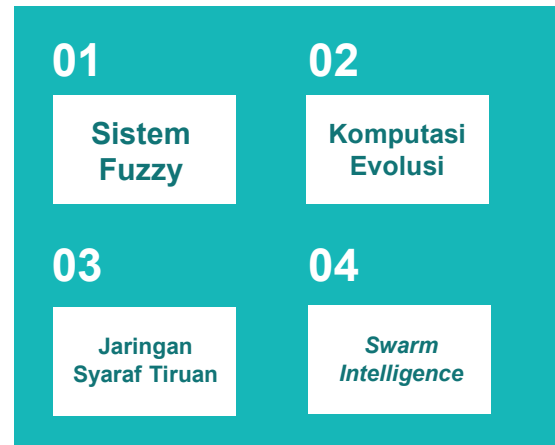 01
Sistem
Fuzzy
02
Komputasi
Evolusi
03
Jaringan
Syaraf Tiruan
04
Swarm
Intelligence